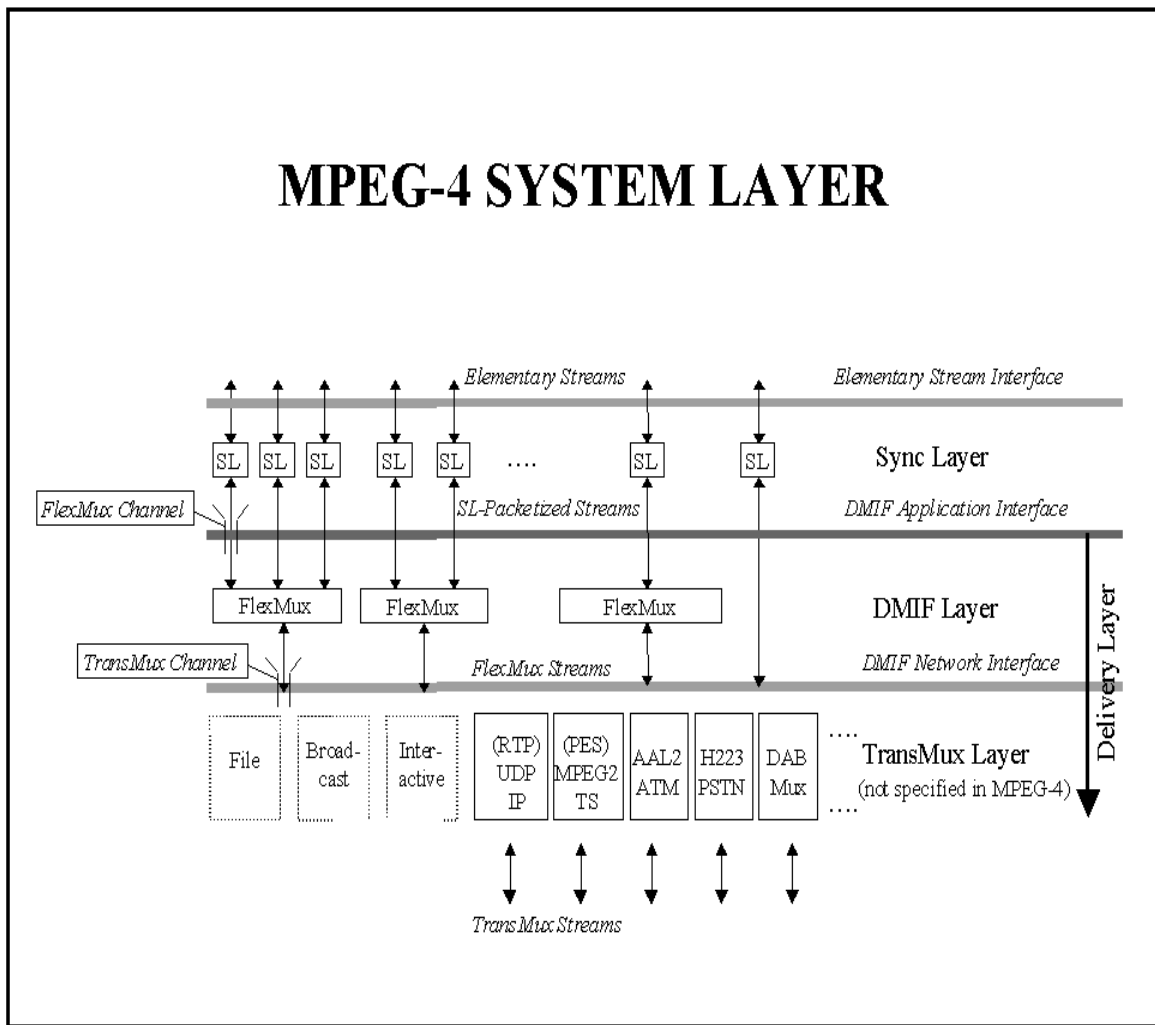 MPEG-4 SYSTEM LAYER
Elementary Streams
Elementary Stream Interface
SL SL SL SL SL .... SL SL
Sync Layer
FlexMux Channel
SL-Packetized Streams
DMIF Application Interface
FlexMux FlexMux FlexMux
DMIF Layer
TransMux Channel
FlexMux Streams
DMIF Network Interface
Delivery Layer
File
Broad-
cast
Inter-
active
(RTP)
UDP
IP
(PES)
MPEG2
TS
AAL2
ATM
H223
PSTN
DAB
Mux
....
....
TransMux Layer
(not specified in MPEG-4)
TransMux Streams